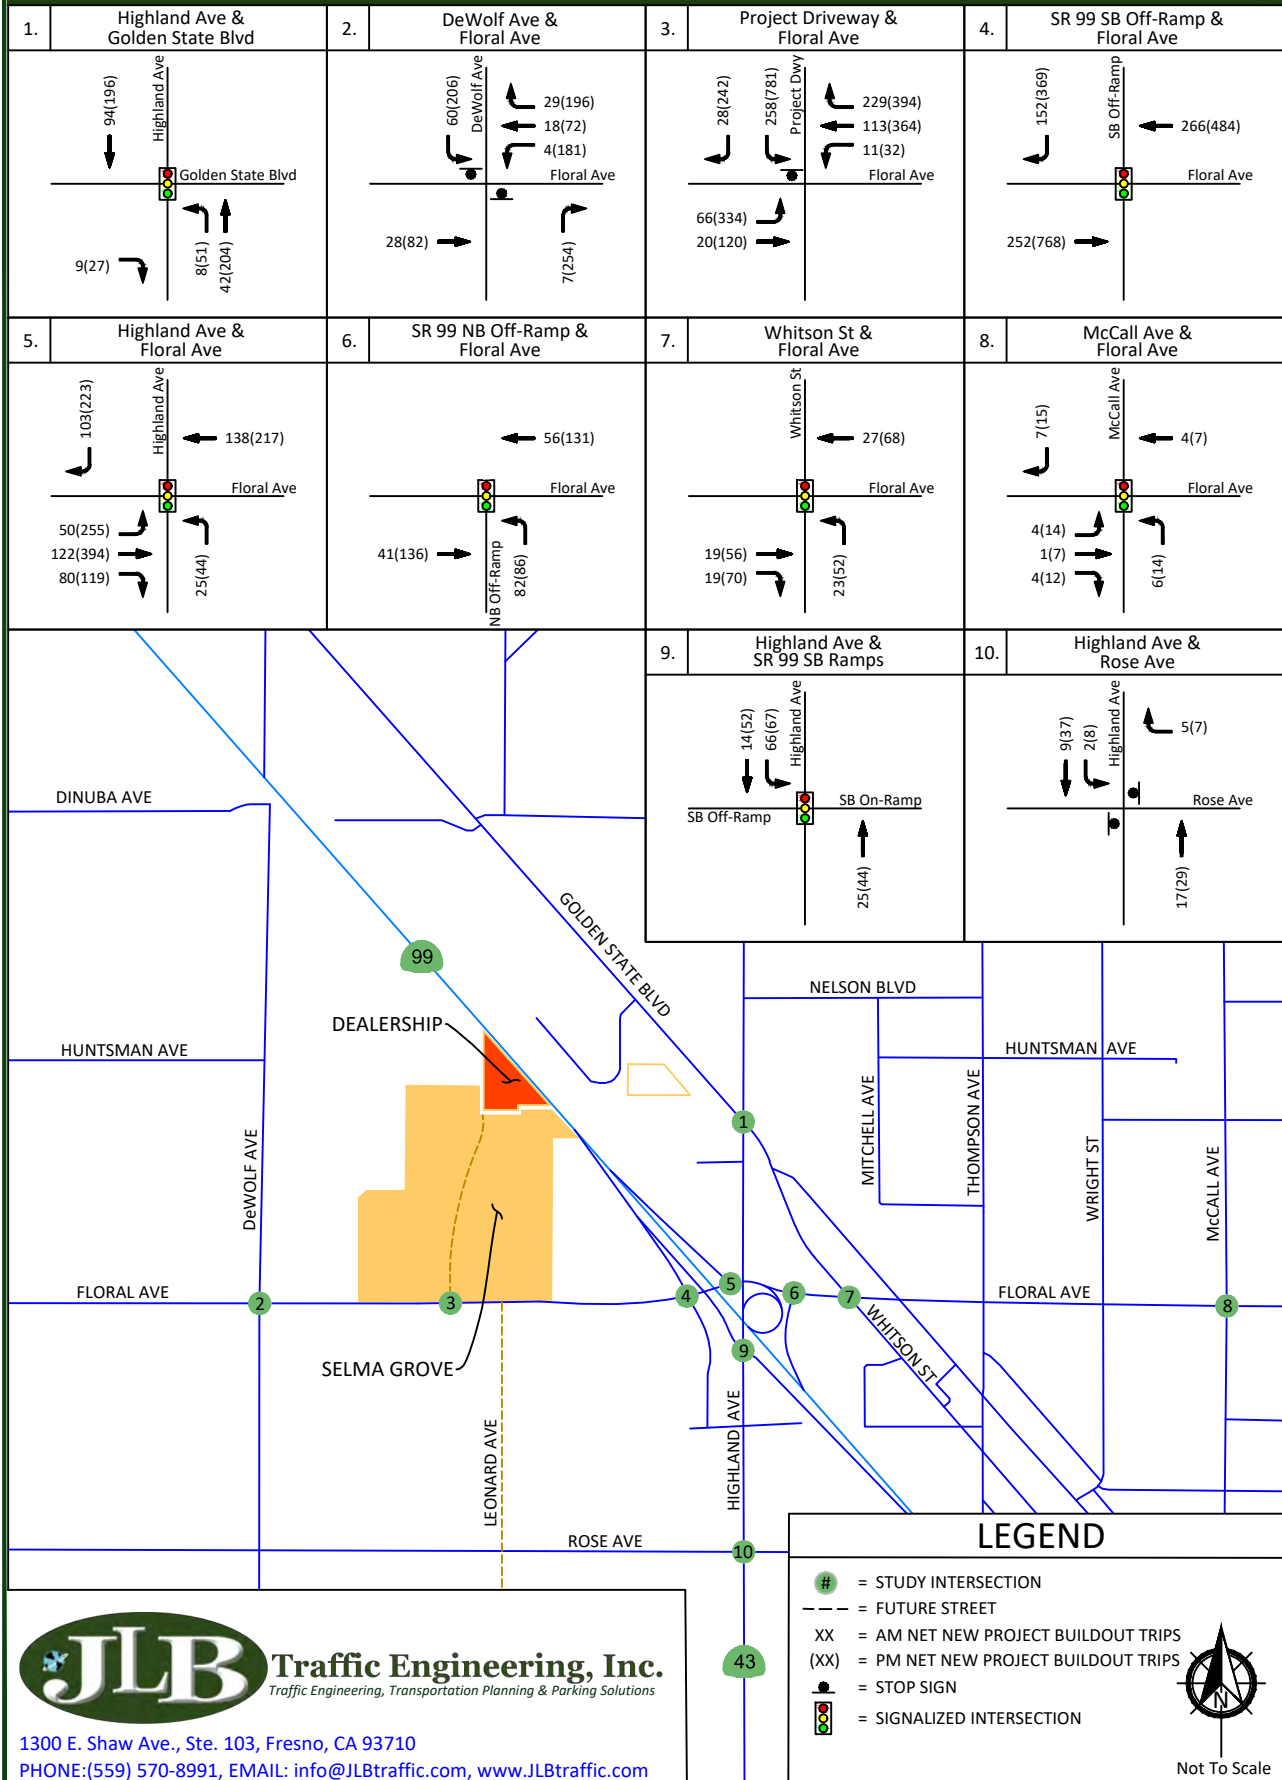 1.
Highland Ave &
Golden State Blvd
94(196)
Highland Ave
Golden State Blvd
9(27)
8(51)
42(204)
2.
DeWolf Ave &
Floral Ave
60(206)
DeWolf Ave
29(196)
18(72)
4(181)
Floral Ave
28(82)
7(254)
3.
Project Driveway &
Floral Ave
28(242)
258(781)
Project Dwy
229(394)
113(364)
11(32)
Floral Ave
66(334)
20(120)
4.
SR 99 SB Off-Ramp &
Floral Ave
152(369)
SB Off-Ramp
266(484)
Floral Ave
252(768)
5.
Highland Ave &
Floral Ave
103(223)
Highland Ave
138(217)
Floral Ave
50(255)
122(394)
80(119)
25(44)
6.
SR 99 NB Off-Ramp &
Floral Ave
56(131)
Floral Ave
41(136)
NB Off-Ramp
82(86)
7.
Whitson St &
Floral Ave
Whitson St
27(68)
Floral Ave
19(56)
19(70)
23(52)
8.
McCall Ave &
Floral Ave
7(15)
McCall Ave
4(7)
Floral Ave
4(14)
1(7)
4(12)
6(14)
9.
Highland Ave &
SR 99 SB Ramps
14(52)
66(67)
Highland Ave
SB On-Ramp
SB Off-Ramp
25(44)
10.
Highland Ave &
Rose Ave
9(37)
2(8)
Highland Ave
5(7)
Rose Ave
17(29)
DINUBA AVE
GOLDEN STATE BLVD
99
NELSON BLVD
DEALERSHIP
HUNTSMAN AVE
HUNTSMAN AVE
1
MITCHELL AVE
THOMPSON AVE
WRIGHT ST
McCALL AVE
DeWOLF AVE
FLORAL AVE
2
3
4
5
6
7
FLORAL AVE
8
WHITSON ST
9
SELMA GROVE
LEONARD AVE
HIGHLAND AVE
ROSE AVE
10
43
LEGEND
# = STUDY INTERSECTION
= FUTURE STREET
XX = AM NET NEW PROJECT BUILDOUT TRIPS
(XX) = PM NET NEW PROJECT BUILDOUT TRIPS
= STOP SIGN
= SIGNALIZED INTERSECTION
N
Not To Scale
JLB
Traffic Engineering, Inc.
Traffic Engineering, Transportation Planning & Parking Solutions
1300 E. Shaw Ave., Ste. 103, Fresno, CA 93710
PHONE:(559) 570-8991, EMAIL: info@JLBtraffic.com, www.JLBtraffic.com